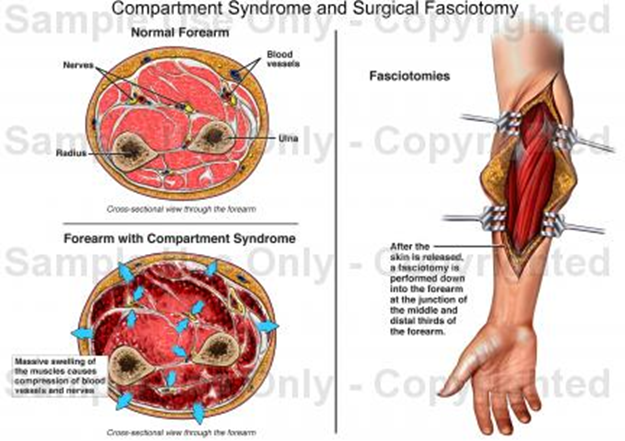 Compartment Syndrome and Surgical Fasciotomy
Sample Use Only - Copyrighted
Normal Forearm
Nerves
Blood
vessels
Radius
Ulna
Sample Use Only - Copyrighted
Cross-sectional view through the forearm
Forearm with Compartment Syndrome
Sample Use Only - Copyrighted
Massive swelling of
the muscles causes
compression of blood
vessels and nerves
Sample Use Only - Copyrighted
Cross-sectional view through the forearm
Fasciotomies
After the
skin is released,
a fasciotomy is
performed down
into the forearm
at the junction of
the middle and
distal thirds of
the forearm.